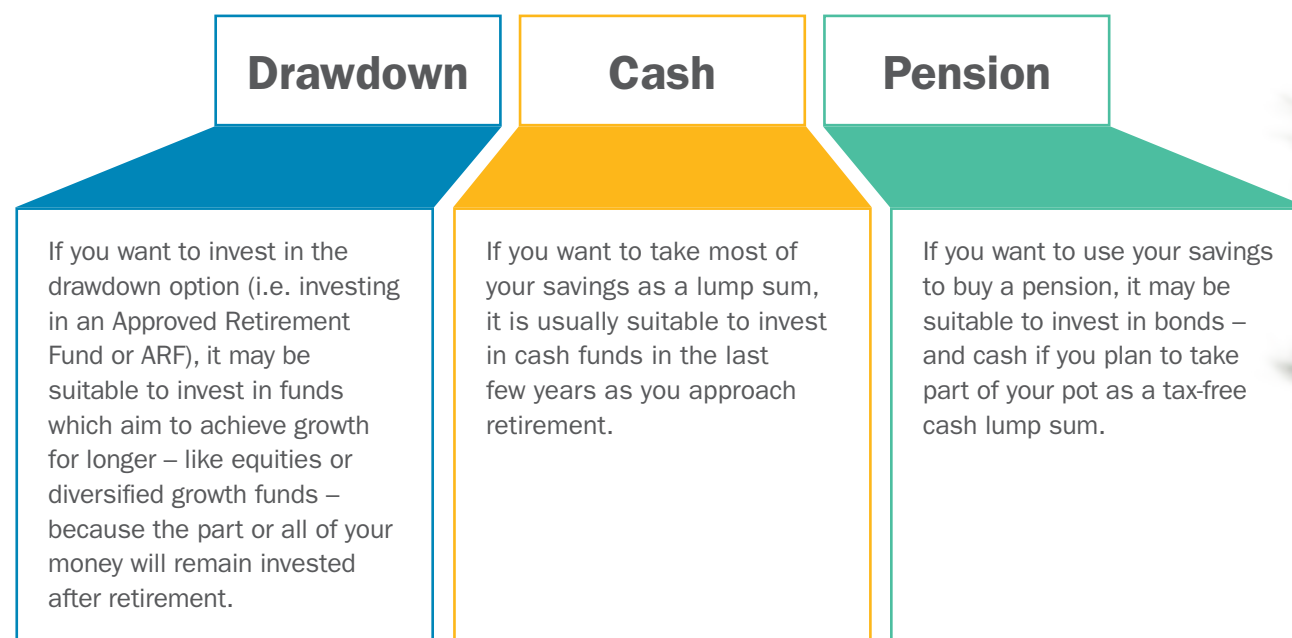 Drawdown
If you want to invest in the
drawdown option (i.e. investing
in an Approved Retirement
Fund or ARF), it may be
suitable to invest in funds
which aim to achieve growth
for longer – like equities or
diversified growth funds –
because the part or all of your
money will remain invested
after retirement.
Cash
If you want to take most of
your savings as a lump sum,
it is usually suitable to invest
in cash funds in the last
few years as you approach
retirement.
Pension
If you want to use your savings
to buy a pension, it may be
suitable to invest in bonds –
and cash if you plan to take
part of your pot as a tax-free
cash lump sum.